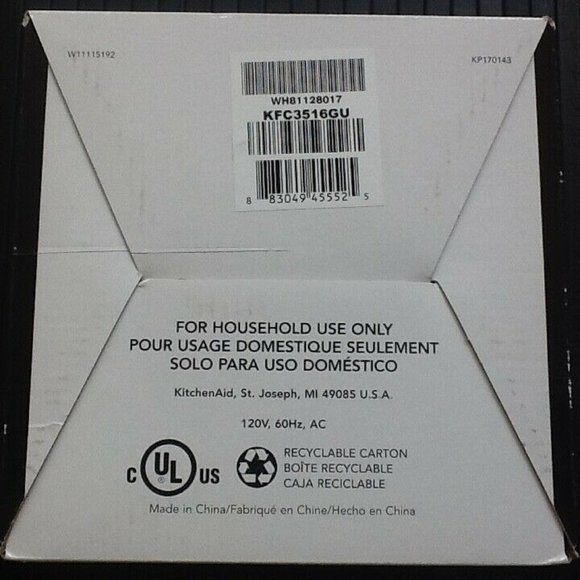 W11115192
KP170143
WH81128017
KFC3516GU
8 83049 45552 5
FOR HOUSEHOLD USE ONLY
POUR USAGE DOMESTIQUE SEULEMENT
SOLO PARA USO DOMÉSTICO
KitchenAid, St. Joseph, MI 49085 U.S.A.
120V, 60Hz, AC
C UL US ®
RECYCLABLE CARTON
BOÎTE RECYCLABLE
CAJA RECICLABLE
Made in China/Fabriqué en Chine/Hecho en China